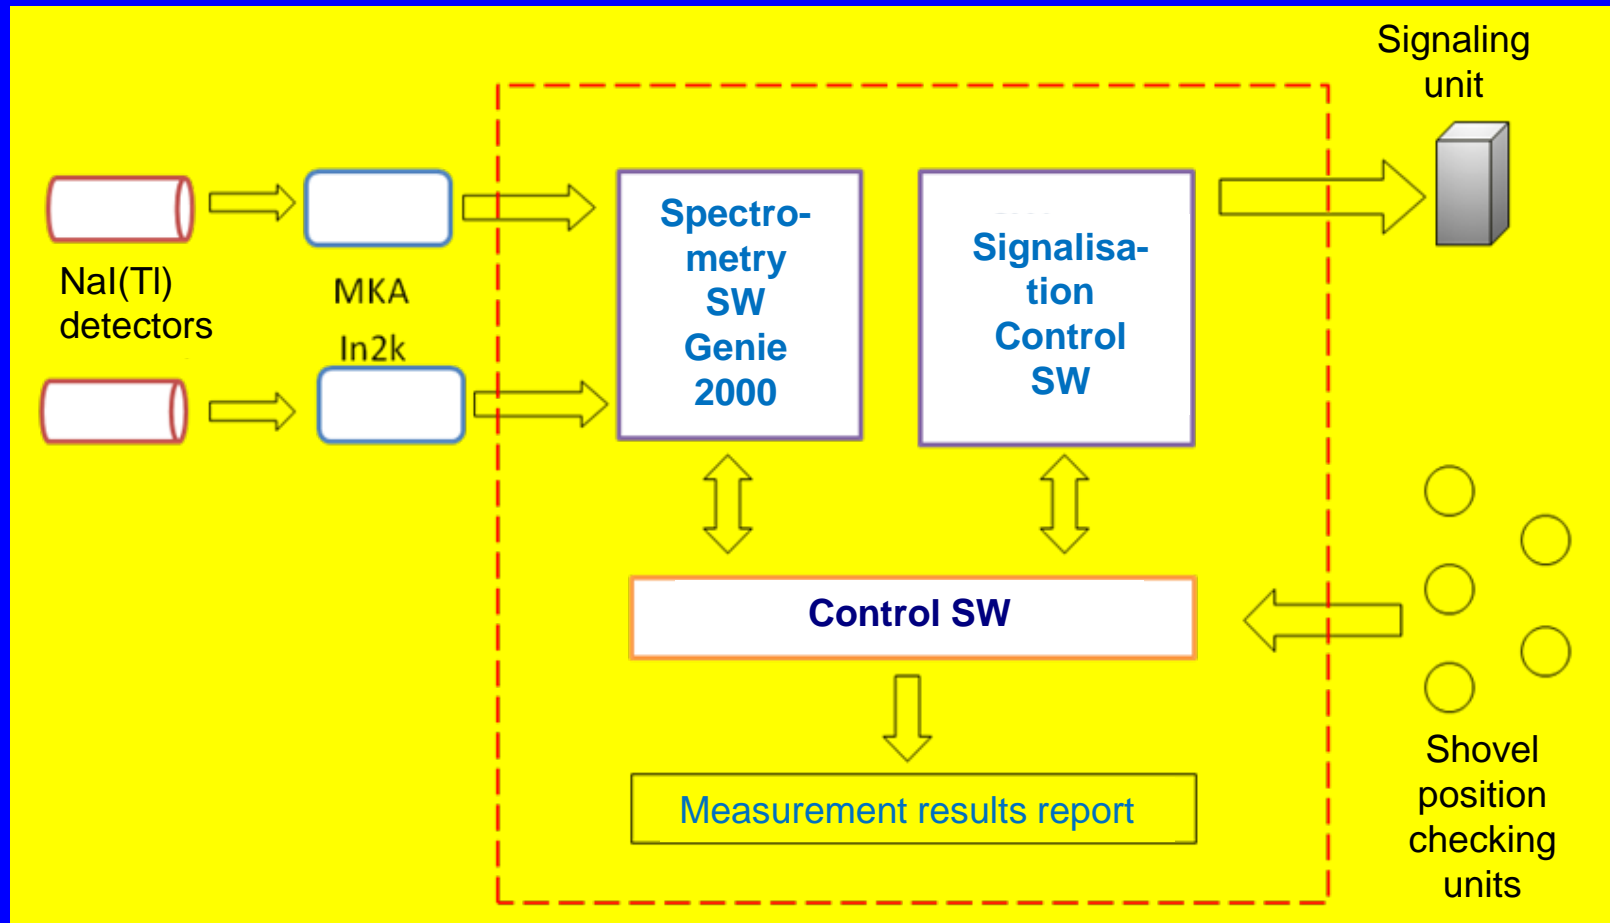 Signaling
unit
NaI(Tl)
detectors
MKA
In2k
Spectro-
metry
SW
Genie
2000
Signalisa-
tion
Control
SW
Control SW
Measurement results report
Shovel
position
checking
units